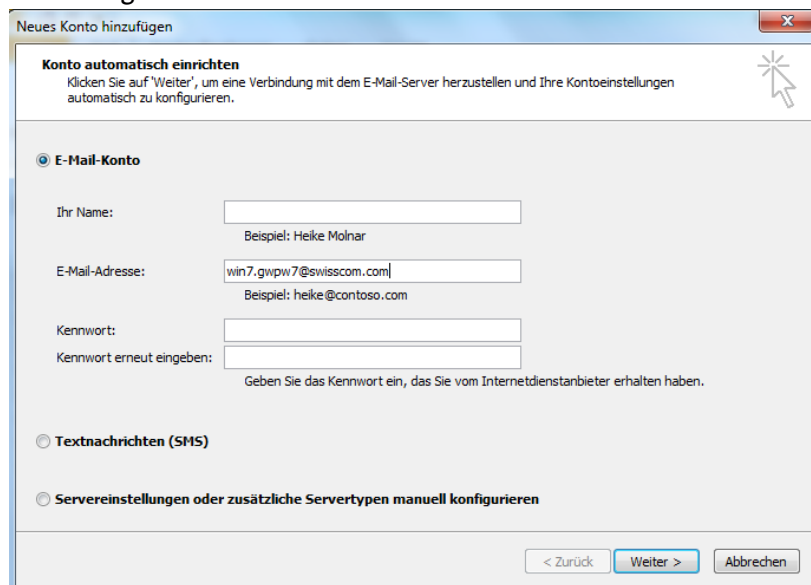 Neues Konto hinzufügen
Konto automatisch einrichten
Klicken Sie auf 'Weiter', um eine Verbindung mit dem E-Mail-Server herzustellen und Ihre Kontoeinstellungen
automatisch zu konfigurieren.
E-Mail-Konto
Ihr Name:
Beispiel: Heike Molnar
E-Mail-Adresse: win7.gwpw7@swisscom.com
Beispiel: heike@contoso.com
Kennwort:
Kennwort erneut eingeben:
Geben Sie das Kennwort ein, das Sie vom Internetdienstanbieter erhalten haben.
Textnachrichten (SMS)
Servereinstellungen oder zusätzliche Servertypen manuell konfigurieren
< Zurück Weiter > Abbrechen